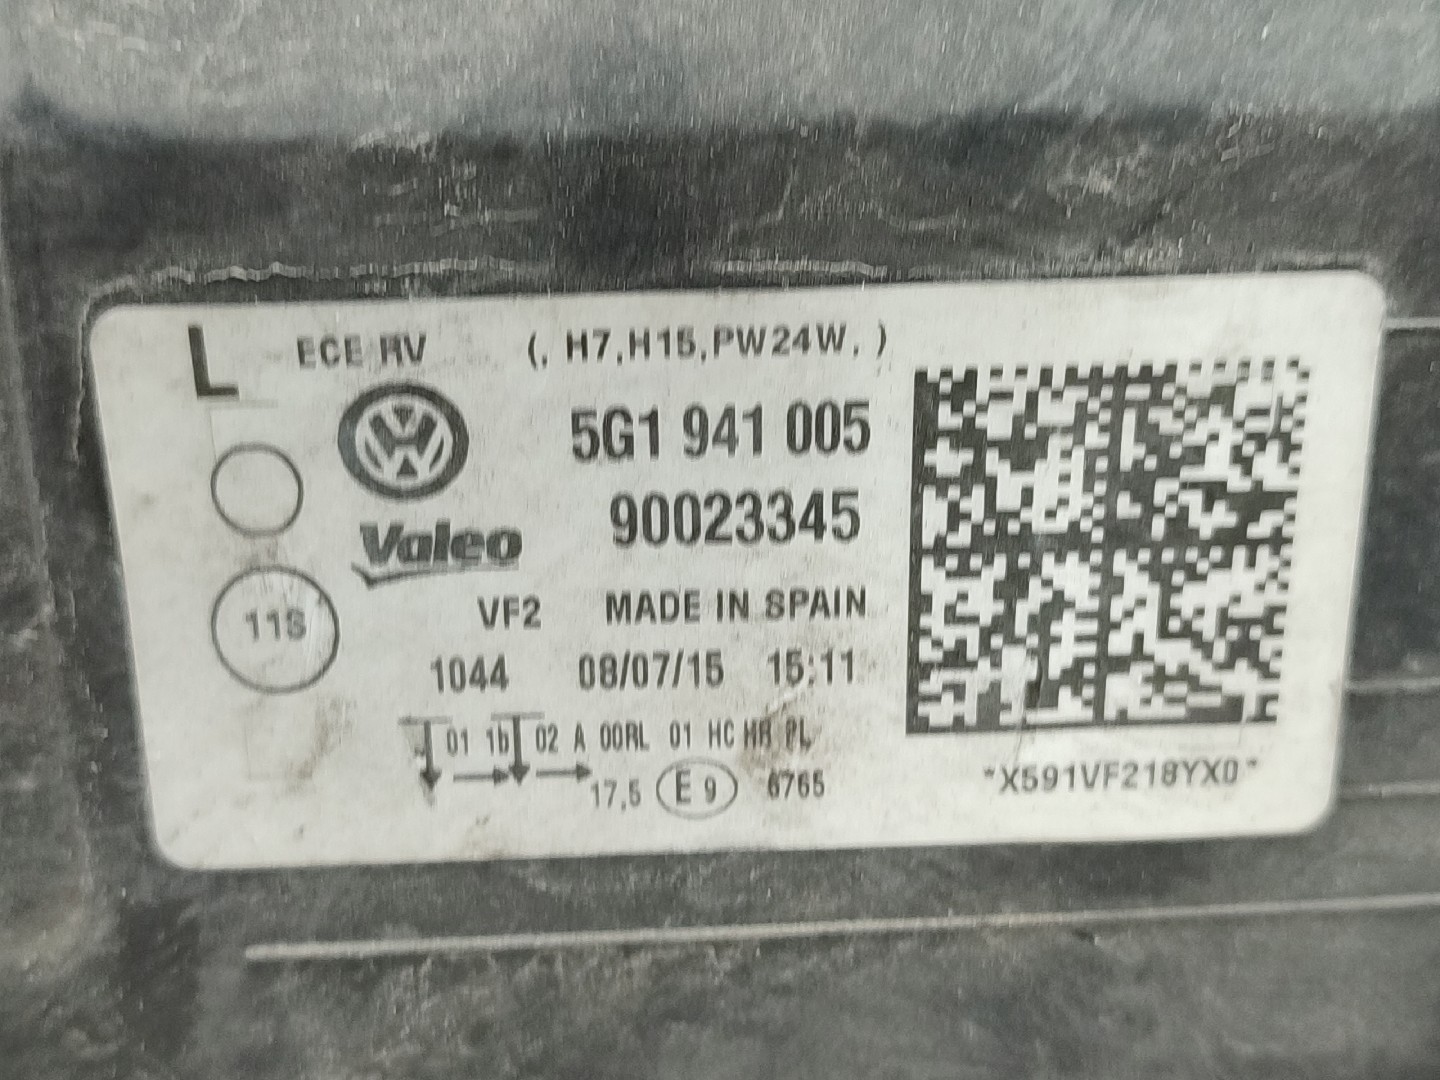 L ECE RV (, H7,H15,PW24W, )
5G1 941 005
90023345
Valeo
VF2 MADE IN SPAIN
11S
1044 08/07/15 15:11
01 1b 02 A 00RL 01 HC HR PL
17,5 E9 6765
*X591VF218YX0*